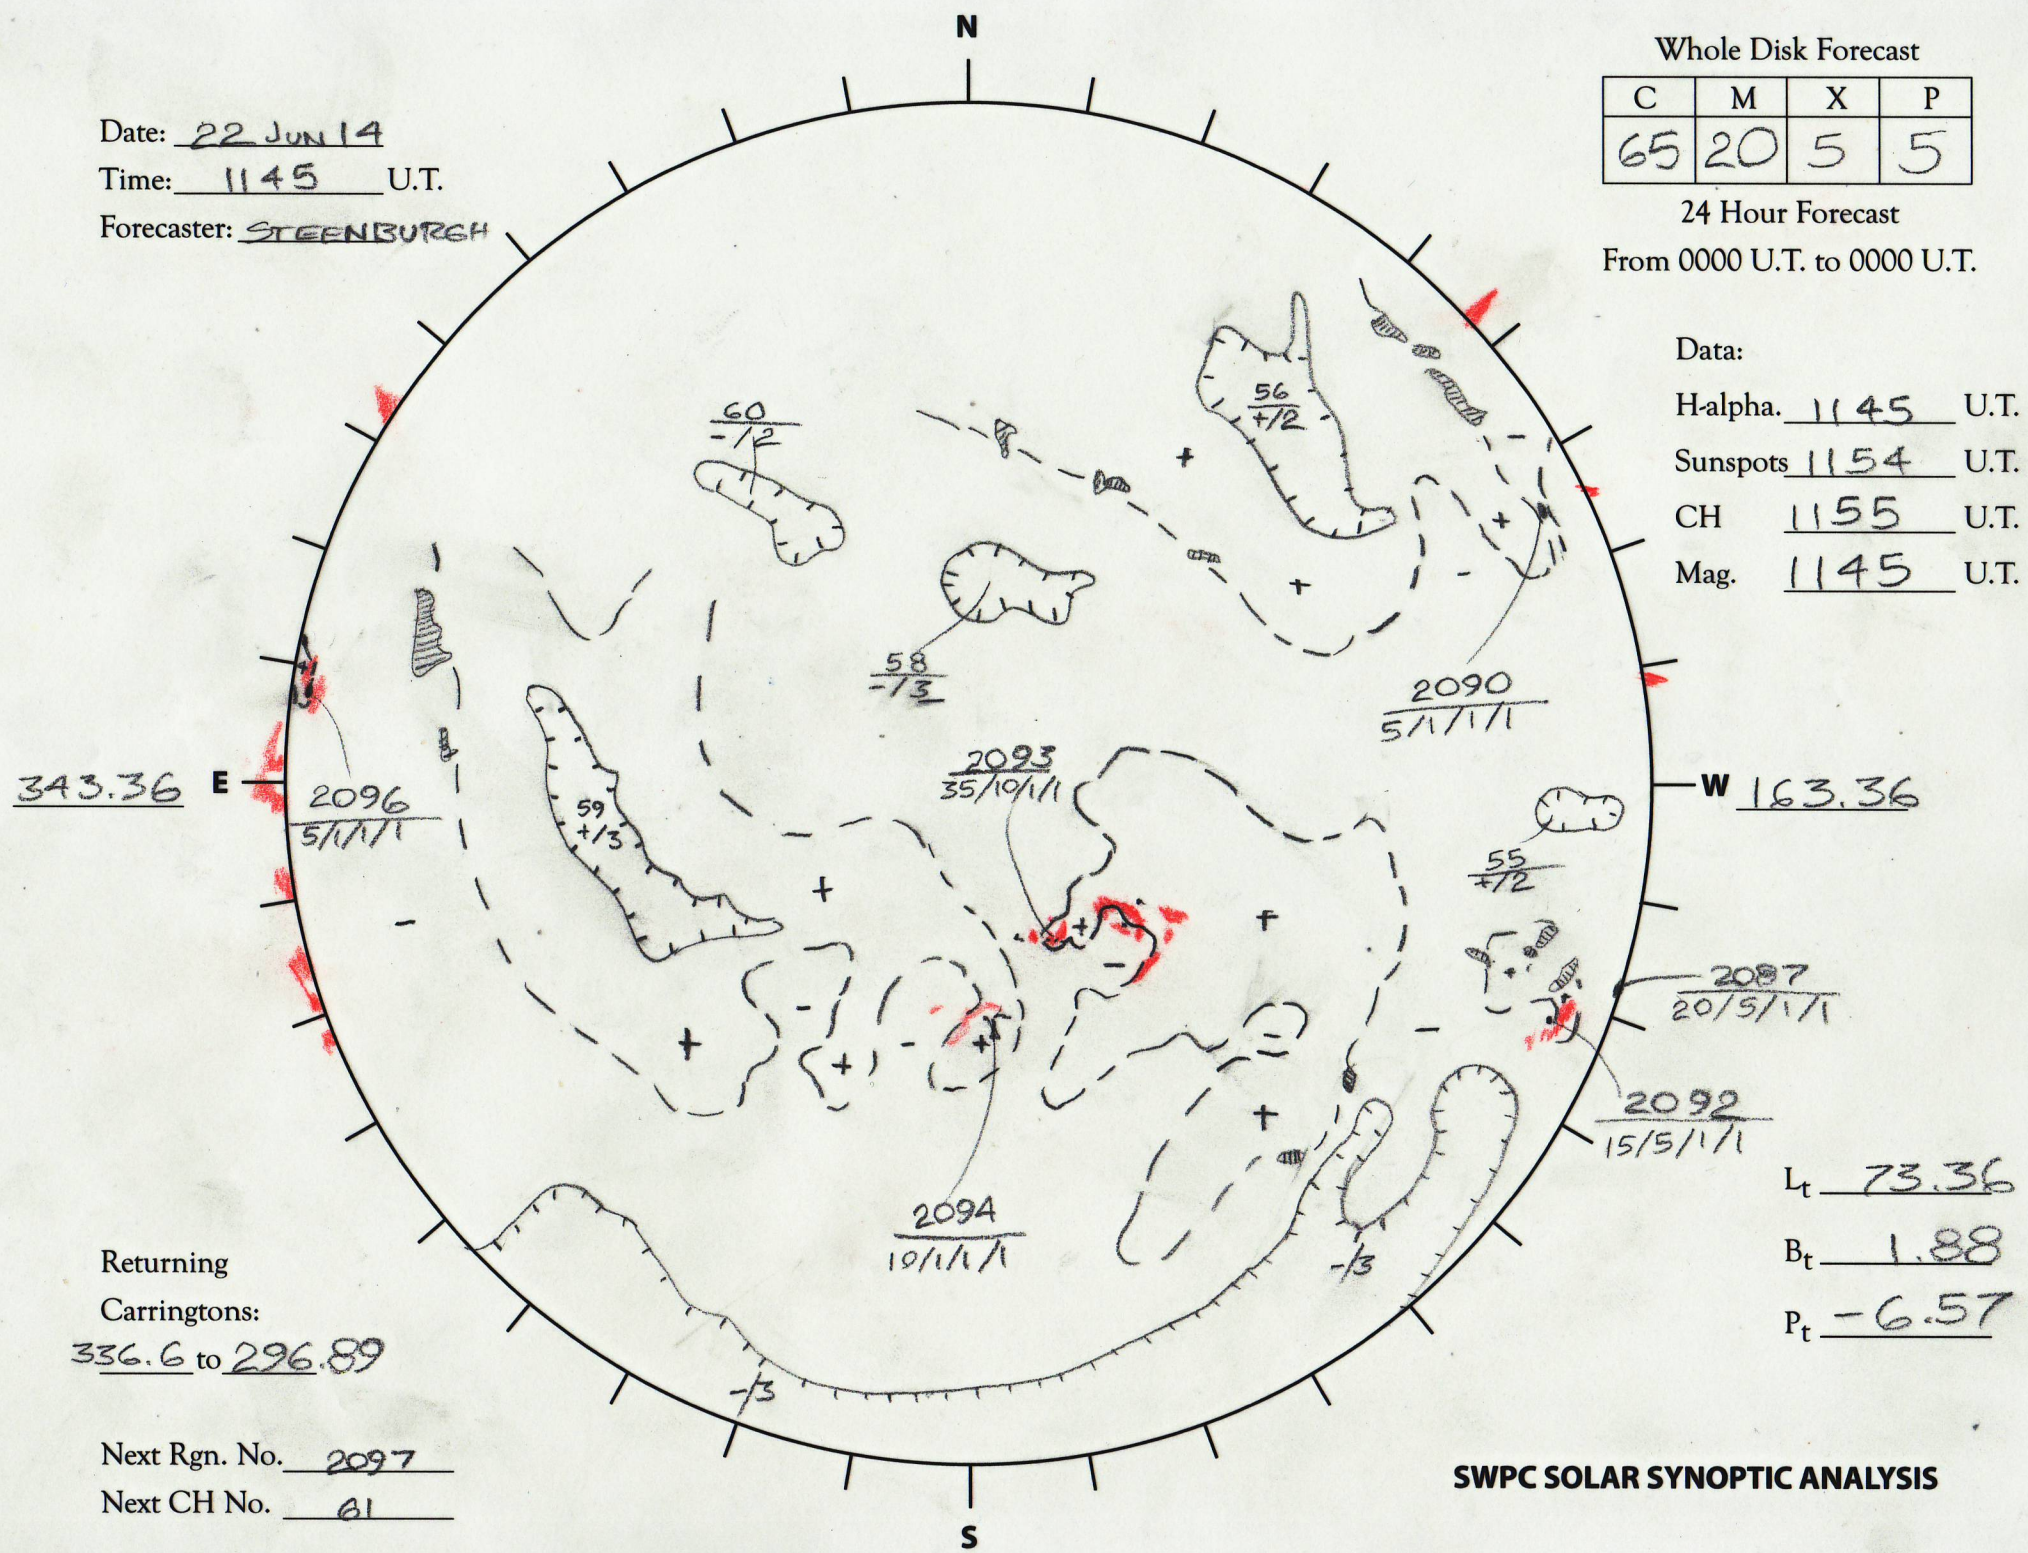 N
Date: 22 JUN 14
Time: 1145 U.T.
Forecaster: STEENBURGH
Whole Disk Forecast
C M X P
65 20 5 5
24 Hour Forecast
From 0000 U.T. to 0000 U.T.
Data:
H-alpha. 1145 U.T.
Sunspots 1154 U.T.
CH 1155 U.T.
Mag. 1145 U.T.
56
+/2
60
-/2
+
-
+
+
-
58
-/3
2090
5/1/1/1
2093
35/10/1/1
343.36 E
W 163.36
2096
5/1/1/1
59
+/3
55
+/2
+
-
+
+
-
+
2087
20/5/1/1
-
-
+
-
+
-
+
2092
15/5/1/1
+
2094
10/1/1/1
-/3
-/3
Lt 73.36
Bt 1.88
Pt -6.57
Returning
Carringtons:
336.6 to 296.89
Next Rgn. No. 2097
Next CH No. 61
SWPC SOLAR SYNOPTIC ANALYSIS
S